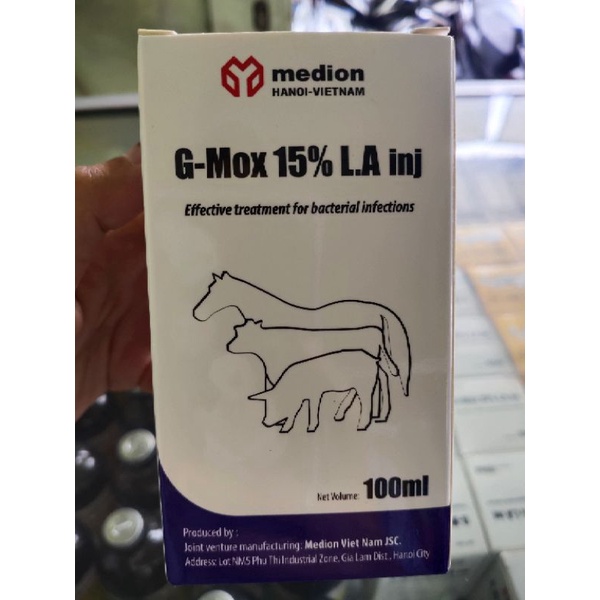 medion
HANOI-VIETNAM
G-Mox 15% L.A inj
Effective treatment for bacterial infections
Net Volume: 100ml
Produced by :
Joint venture manufacturing: Medion Viet Nam JSC.
Address: Lot NM5 Phu Thi Industrial Zone, Gia Lam Dist., Hanoi City